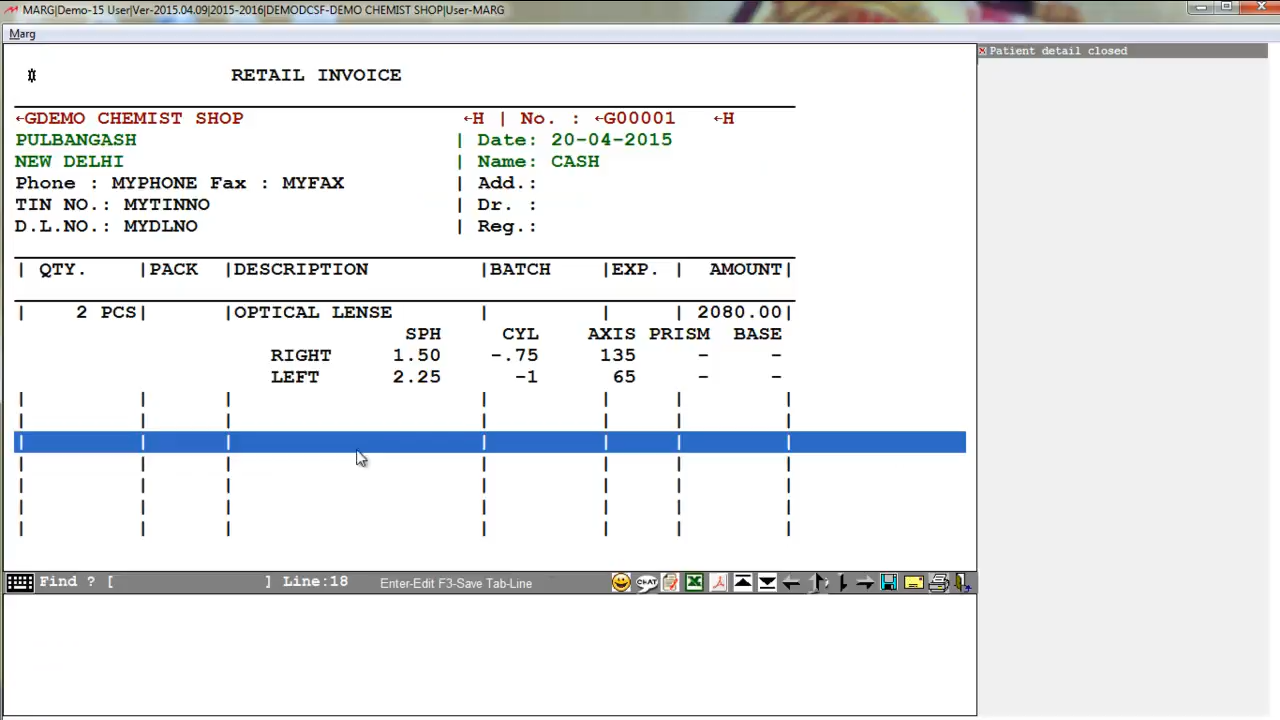 MARG|Demo-15 User|Ver-2015.04.09|2015-2016|DEMODCSF-DEMO CHEMIST SHOP|User-MARG
Marg
Patient detail closed
RETAIL INVOICE
←GDEMO CHEMIST SHOP ←H | No. : ←G00001 ←H
PULBANGASH | Date: 20-04-2015
NEW DELHI | Name: CASH
Phone : MYPHONE Fax : MYFAX | Add.:
TIN NO.: MYTINNO | Dr. :
D.L.NO.: MYDLNO | Reg.:
| QTY. |PACK |DESCRIPTION |BATCH |EXP. | AMOUNT|
| 2 PCS| |OPTICAL LENSE | | | 2080.00|
SPH CYL AXIS PRISM BASE
RIGHT 1.50 -.75 135 - -
LEFT 2.25 -1 65 - -
Find ? [ ] Line:18 Enter-Edit F3-Save Tab-Line
CHAT